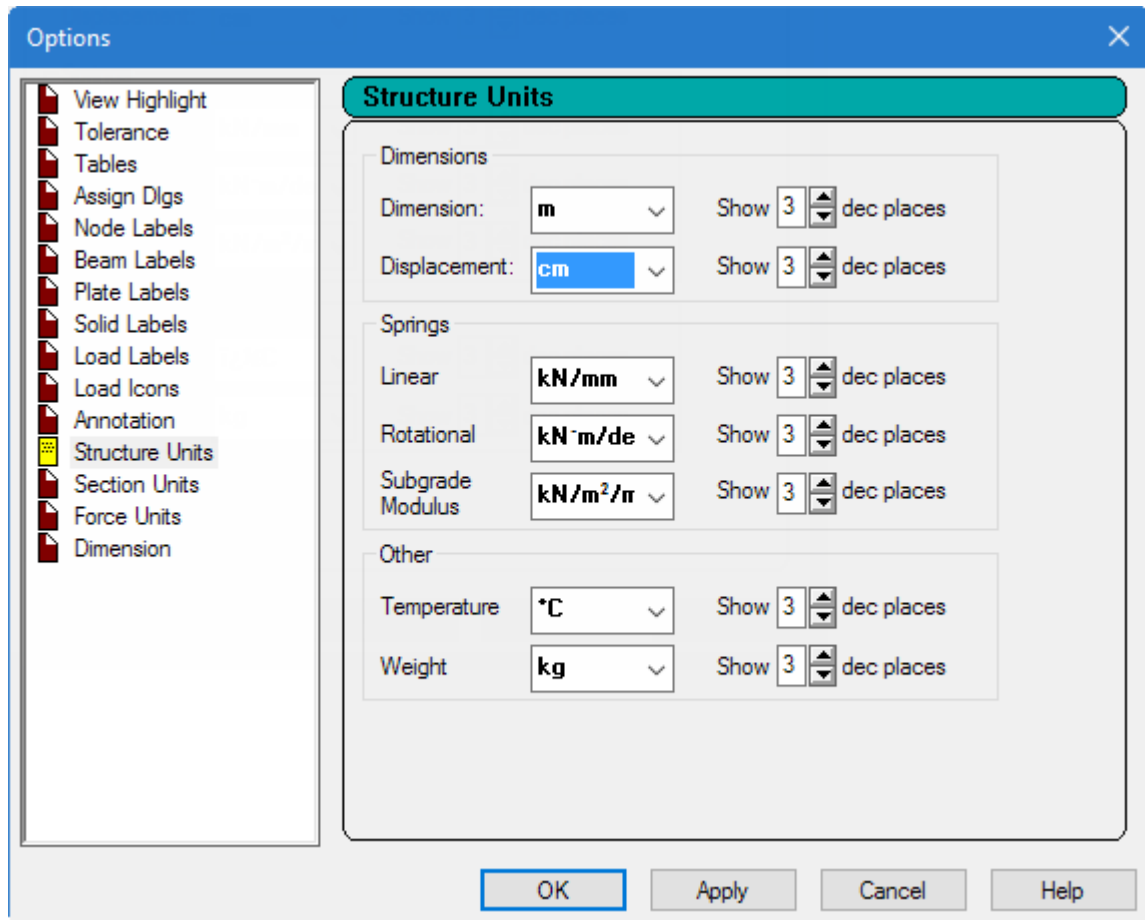 Options
View Highlight
Tolerance
Tables
Assign Dlgs
Node Labels
Beam Labels
Plate Labels
Solid Labels
Load Labels
Load Icons
Annotation
Structure Units
Section Units
Force Units
Dimension
Structure Units
Dimensions
Dimension: m Show 3 dec places
Displacement: cm Show 3 dec places
Springs
Linear kN/mm Show 3 dec places
Rotational kN-m/de Show 3 dec places
Subgrade
Modulus kN/m²/m Show 3 dec places
Other
Temperature °C Show 3 dec places
Weight kg Show 3 dec places
OK Apply Cancel Help